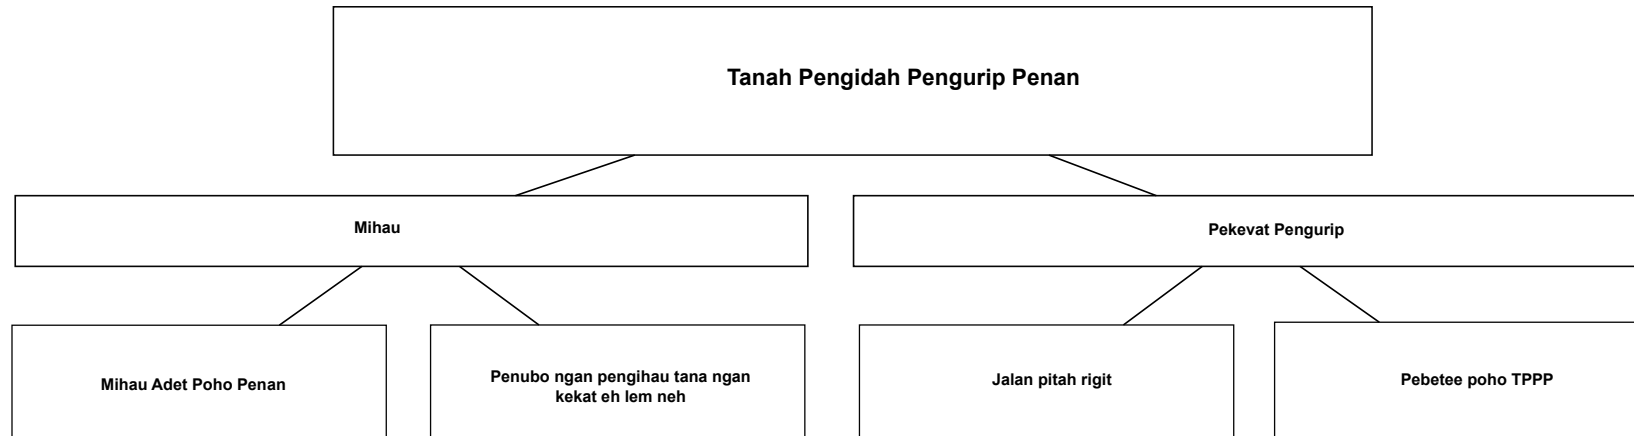 Tanah Pengidah Pengurip Penan
Mihau
Pekevat Pengurip
Mihau Adet Poho Penan
Penubo ngan pengihau tana ngan
kekat eh lem neh
Jalan pitah rigit
Pebetee poho TPPP